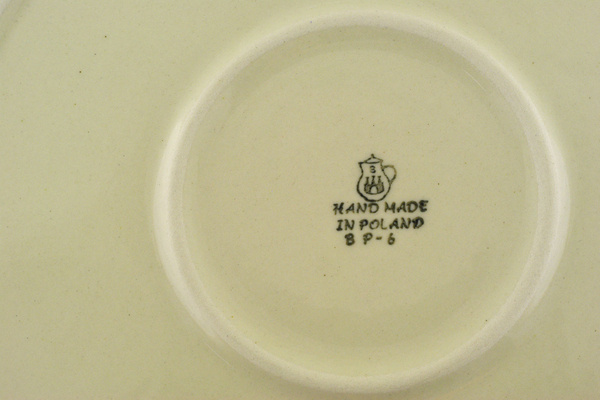 B
HAND MADE
IN POLAND
B P-6